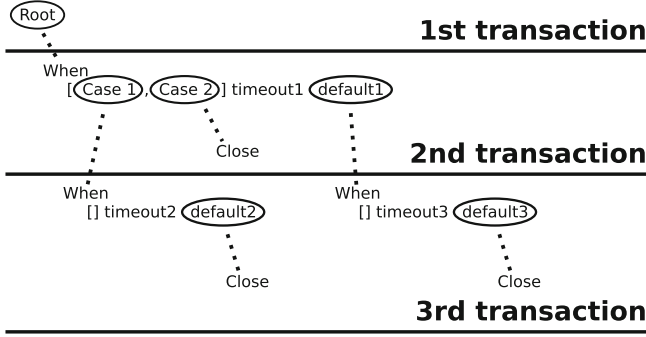 Root
1st transaction
When
[ Case 1 , Case 2 ] timeout1 default1
Close
2nd transaction
When When
[] timeout2 default2 [] timeout3 default3
Close Close
3rd transaction